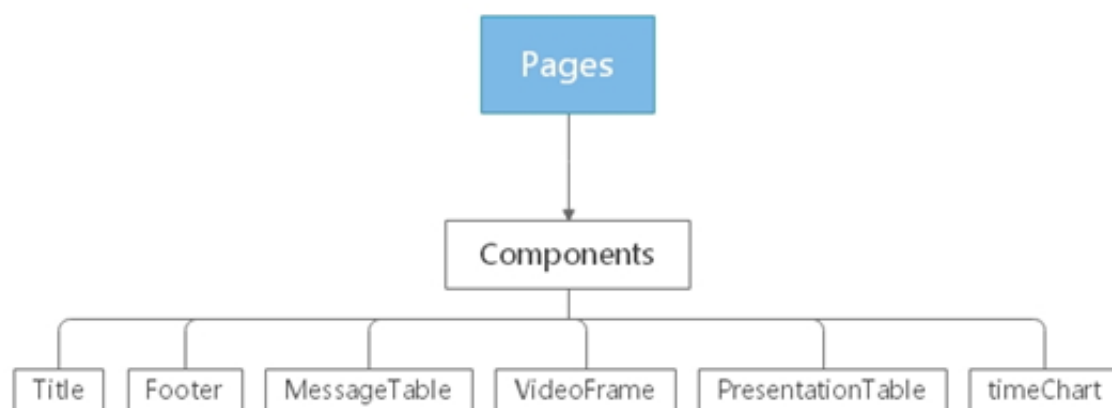 Pages
Components
Title Footer MessageTable VideoFrame PresentationTable timeChart